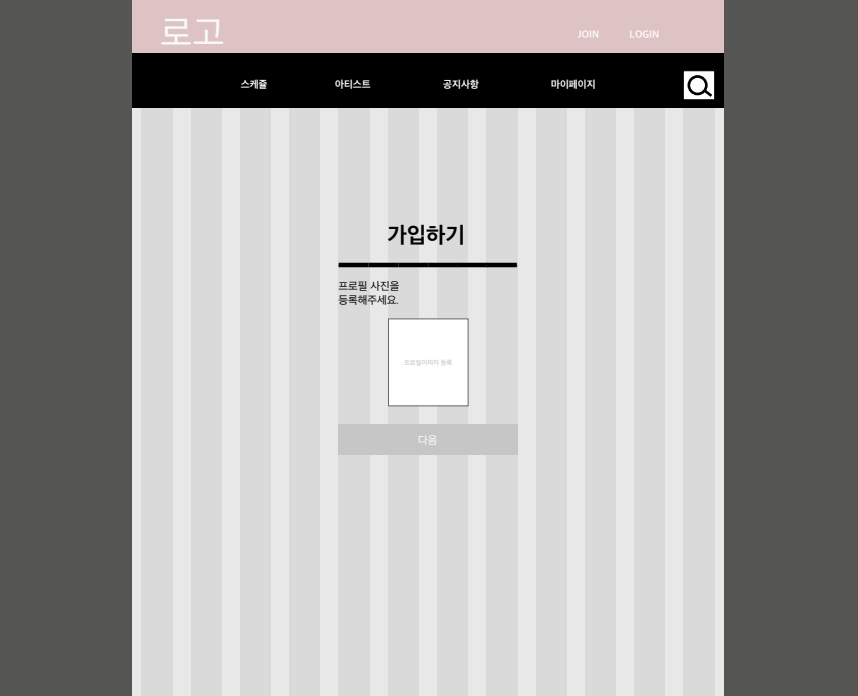 로고
JOIN LOGIN
스케쥴 아티스트 공지사항 마이페이지
가입하기
프로필 사진을
등록해주세요.
프로필이미지 등록
다음